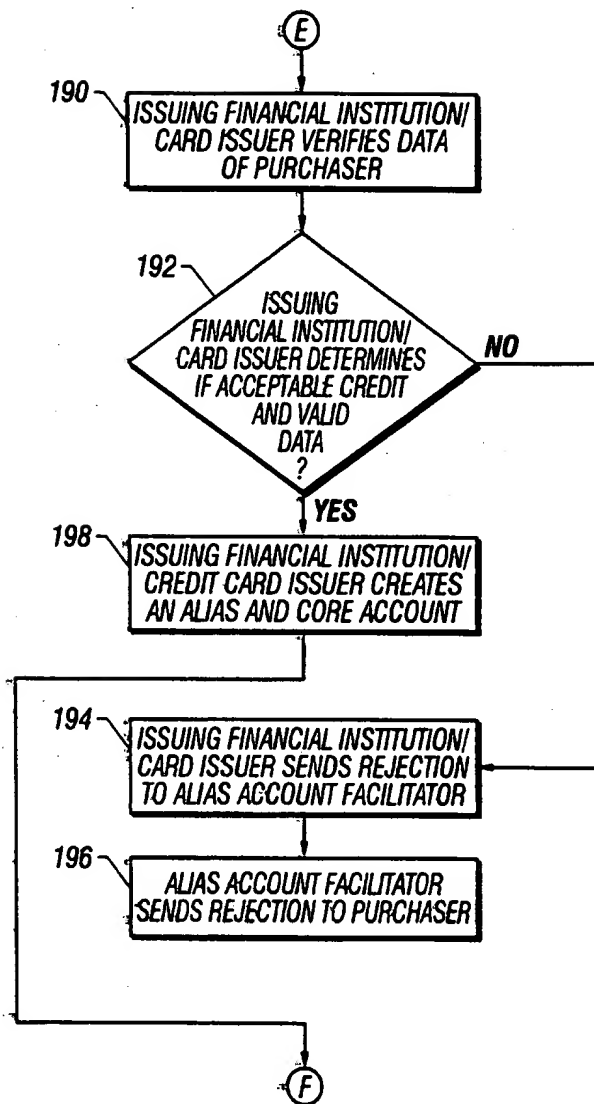 E
190
ISSUING FINANCIAL INSTITUTION/
CARD ISSUER VERIFIES DATA
OF PURCHASER
192
ISSUING
FINANCIAL INSTITUTION/
CARD ISSUER DETERMINES
IF ACCEPTABLE CREDIT
AND VALID
DATA
?
NO
YES
198
ISSUING FINANCIAL INSTITUTION/
CREDIT CARD ISSUER CREATES
AN ALIAS AND CORE ACCOUNT
194
ISSUING FINANCIAL INSTITUTION/
CARD ISSUER SENDS REJECTION
TO ALIAS ACCOUNT FACILITATOR
196
ALIAS ACCOUNT FACILITATOR
SENDS REJECTION TO PURCHASER
F